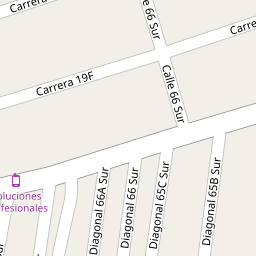 Carrera
66 Sur
Carrera
Carrera 19F
Calle 66 Sur
Diagonal 66A Sur
Diagonal 66 Sur
Diagonal 65C Sur
Diagonal 65B Sur
oluciones
fesionales